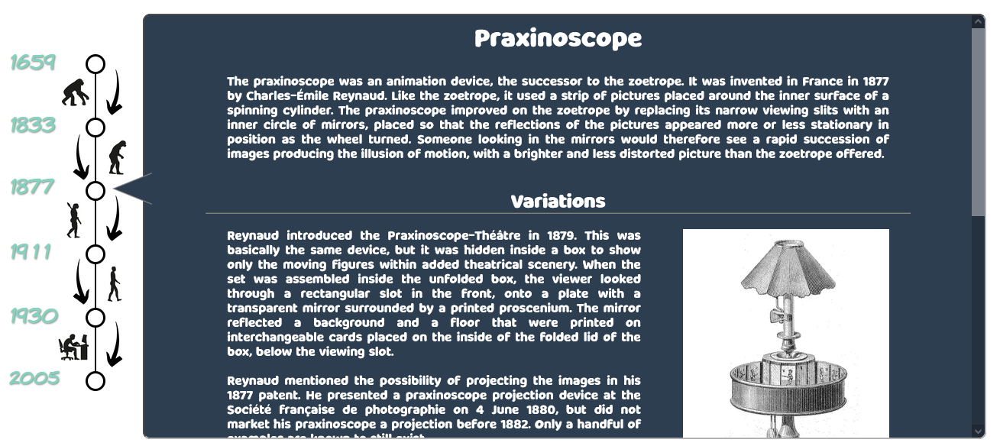 Praxinoscope
1659
The praxinoscope was an animation device, the successor to the zoetrope. It was invented in France in 1877
by Charles-Émile Reynaud. Like the zoetrope, it used a strip of pictures placed around the inner surface of a
spinning cylinder. The praxinoscope improved on the zoetrope by replacing its narrow viewing slits with an
inner circle of mirrors, placed so that the reflections of the pictures appeared more or less stationary in
position as the wheel turned. Someone looking in the mirrors would therefore see a rapid succession of
images producing the illusion of motion, with a brighter and less distorted picture than the zoetrope offered.
1833
1877
Variations
Reynaud introduced the Praxinoscope-Théâtre in 1879. This was
basically the same device, but it was hidden inside a box to show
only the moving figures within added theatrical scenery. When the
set was assembled inside the unfolded box, the viewer looked
through a rectangular slot in the front, onto a plate with a
transparent mirror surrounded by a printed proscenium. The mirror
reflected a background and a floor that were printed on
interchangeable cards placed on the inside of the folded lid of the
box, below the viewing slot.
1911
1930
2005
Reynaud mentioned the possibility of projecting the images in his
1877 patent. He presented a praxinoscope projection device at the
Société française de photographie on 4 June 1880, but did not
market his praxinoscope a projection before 1882. Only a handful of
examples are known to still exist.